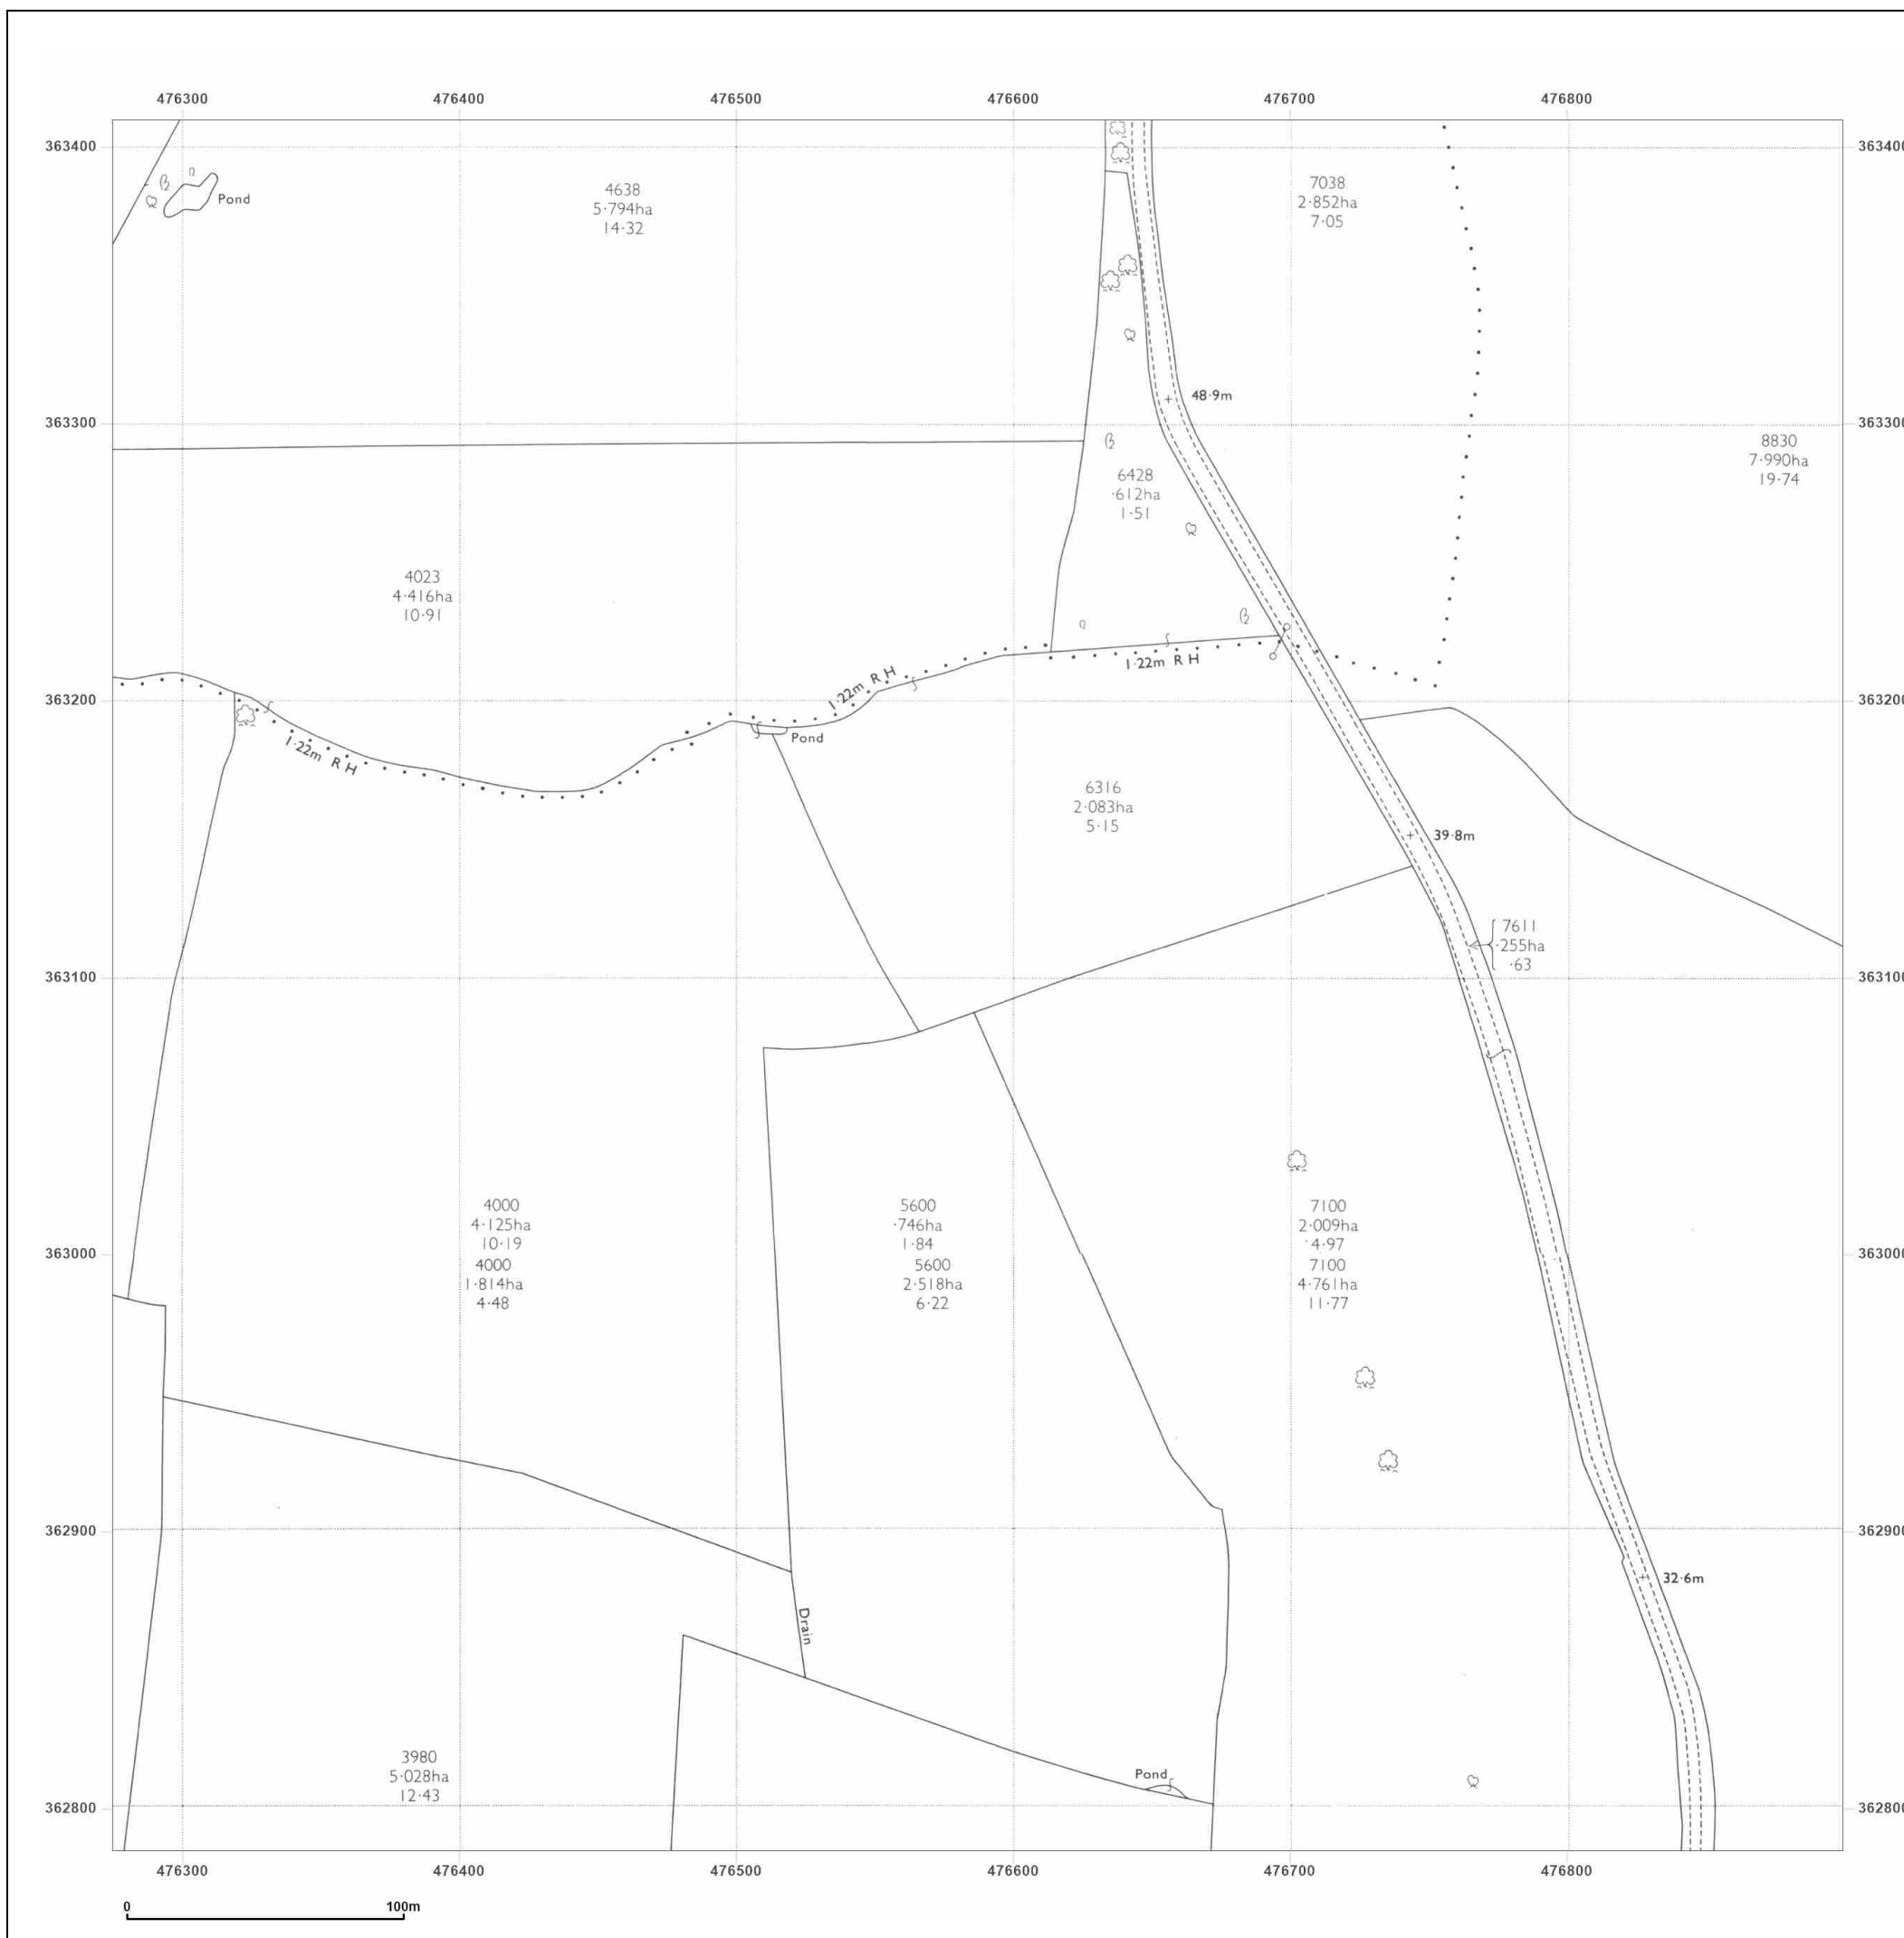 476300 476400 476500 476600 476700 476800
363400 363400
4638
5·794ha
14·32
7038
2·852ha
7·05
Pond
48·9m
363300 363300
8830
7·990ha
19·74
6428
·612ha
1·51
4023
4·416ha
10·91
1·22m R H
1·22m R H
363200 363200
1·22m R H
Pond
6316
2·083ha
5·15
39·8m
7611
·255ha
·63
363100 363100
4000
4·125ha
10·19
4000
1·814ha
4·48
5600
·746ha
1·84
5600
2·518ha
6·22
7100
2·009ha
4·97
7100
4·761ha
11·77
363000 363000
362900 362900
32·6m
Drain
3980
5·028ha
12·43
Pond
362800 362800
476300 476400 476500 476600 476700 476800
0 100m